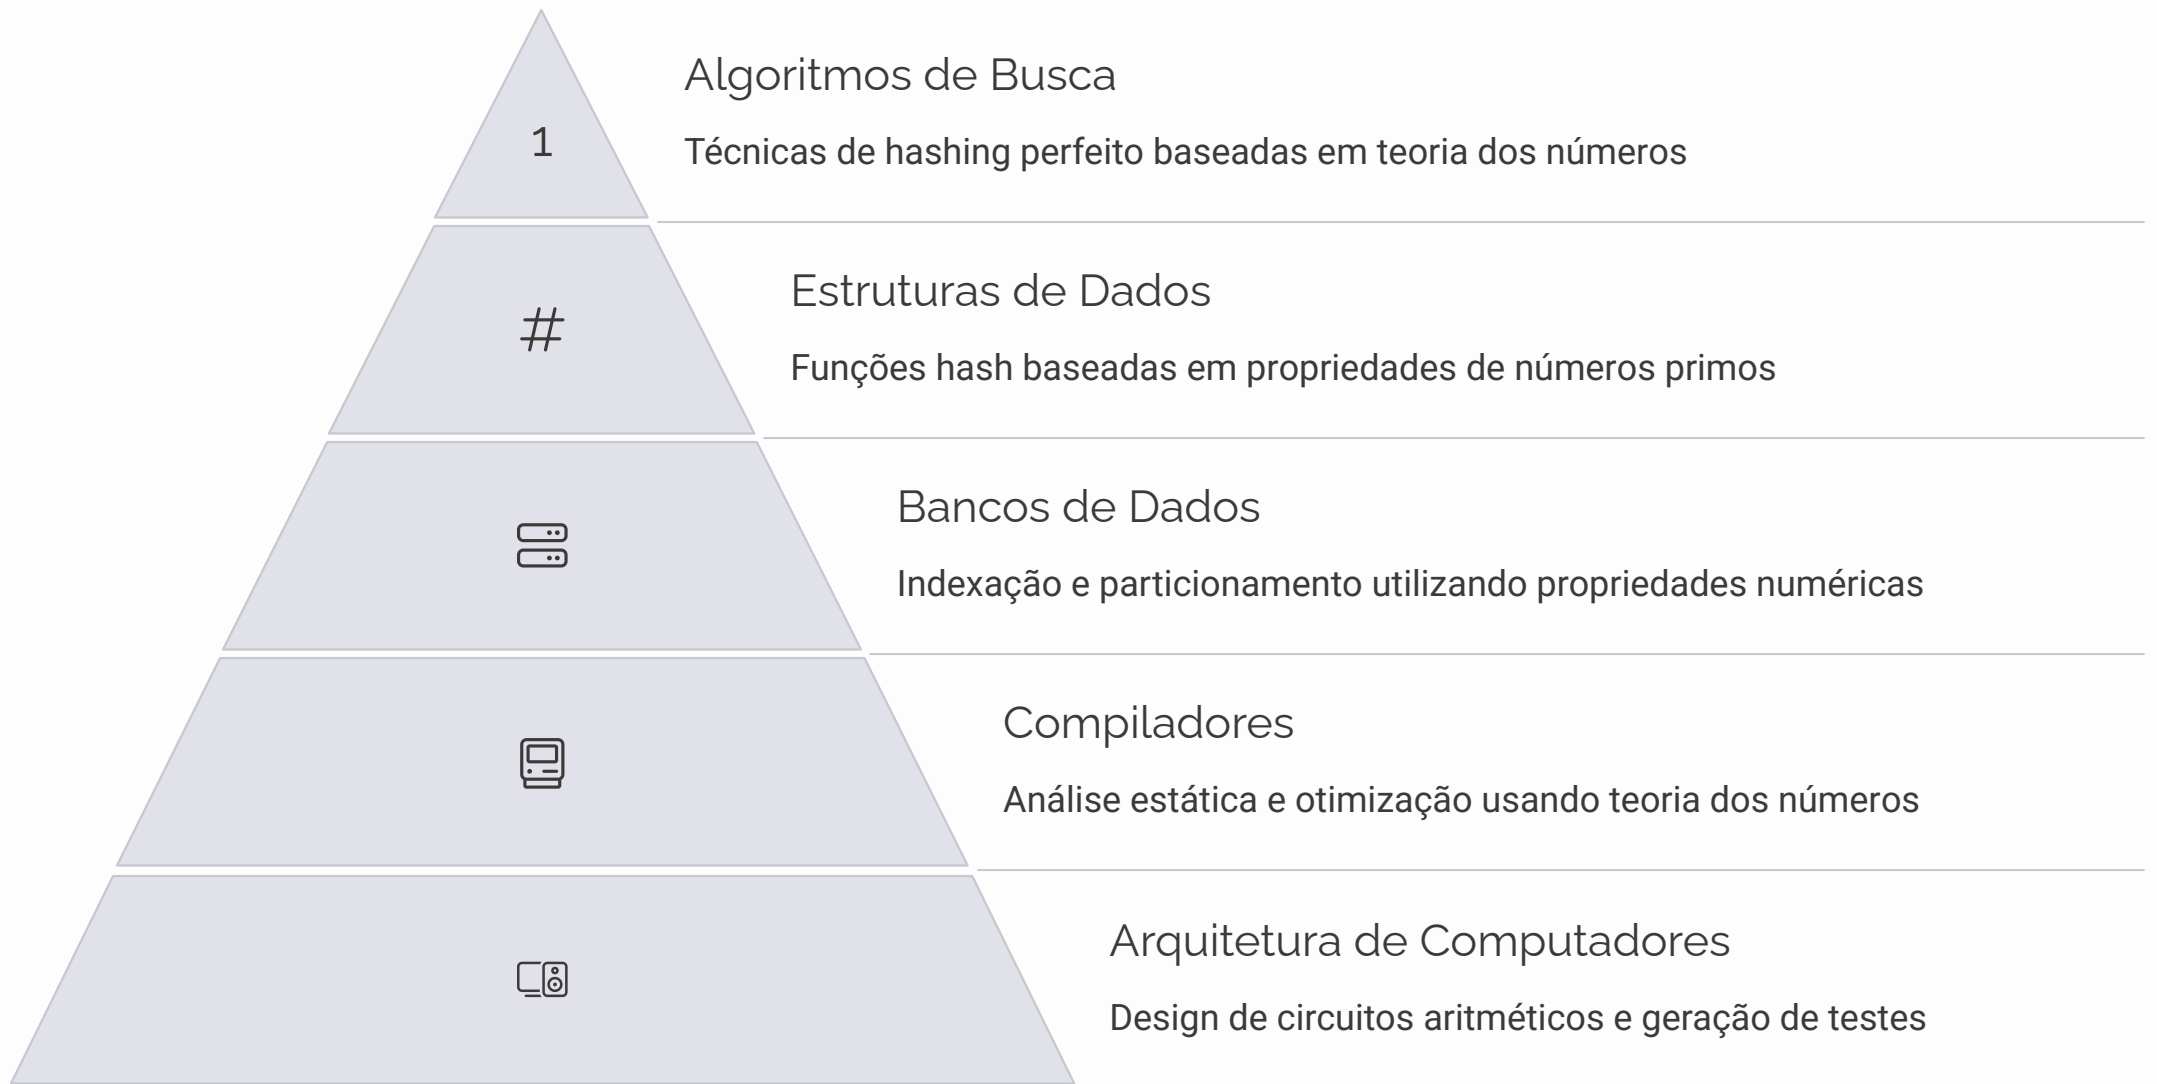 Algoritmos de Busca
1
Técnicas de hashing perfeito baseadas em teoria dos números
Estruturas de Dados
#
Funções hash baseadas em propriedades de números primos
Bancos de Dados
Indexação e particionamento utilizando propriedades numéricas
Compiladores
Análise estática e otimização usando teoria dos números
Arquitetura de Computadores
Design de circuitos aritméticos e geração de testes